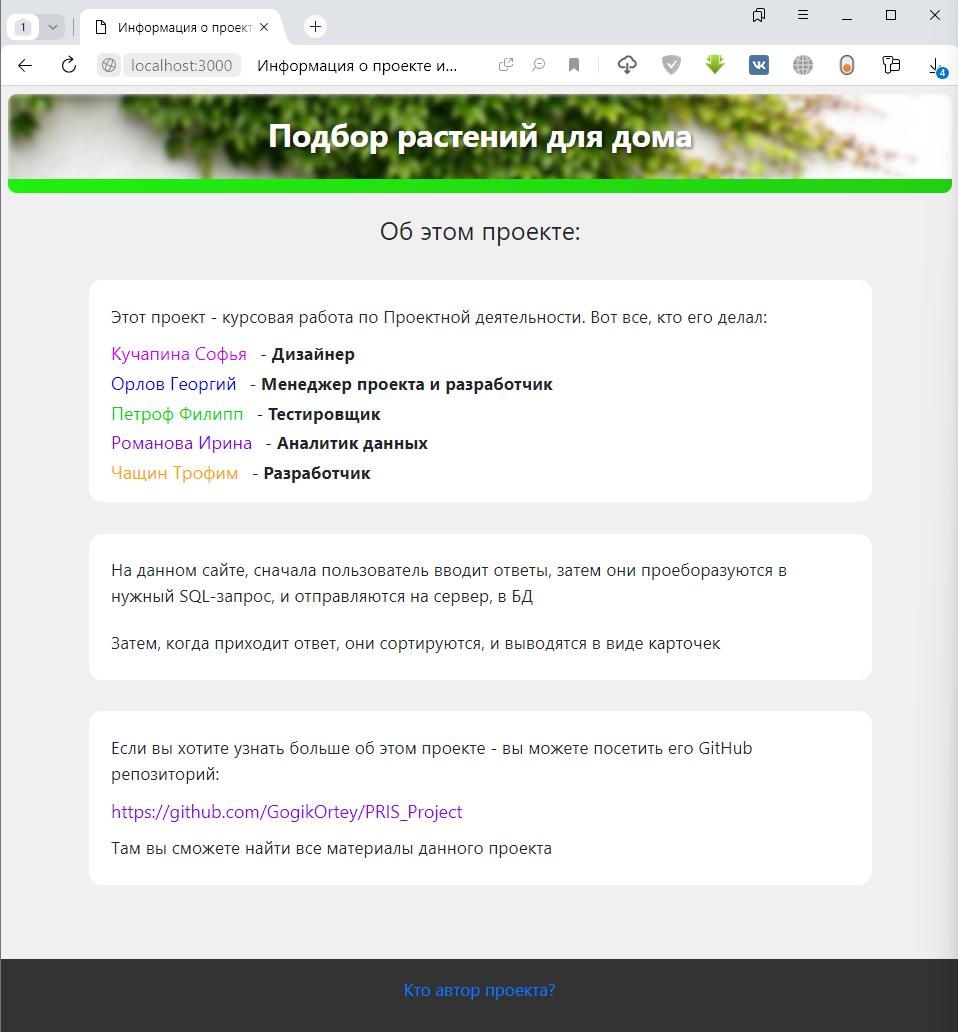 1
Информация о проект
localhost:3000 Информация о проекте и...
4
Подбор растений для дома
Об этом проекте:
Этот проект - курсовая работа по Проектной деятельности. Вот все, кто его делал:
Кучапина Софья - Дизайнер
Орлов Георгий - Менеджер проекта и разработчик
Петроф Филипп - Тестировщик
Романова Ирина - Аналитик данных
Чащин Трофим - Разработчик
На данном сайте, сначала пользователь вводит ответы, затем они проеборазуются в
нужный SQL-запрос, и отправляются на сервер, в БД
Затем, когда приходит ответ, они сортируются, и выводятся в виде карточек
Если вы хотите узнать больше об этом проекте - вы можете посетить его GitHub
репозиторий:
https://github.com/GogikOrtey/PRIS_Project
Там вы сможете найти все материалы данного проекта
Кто автор проекта?